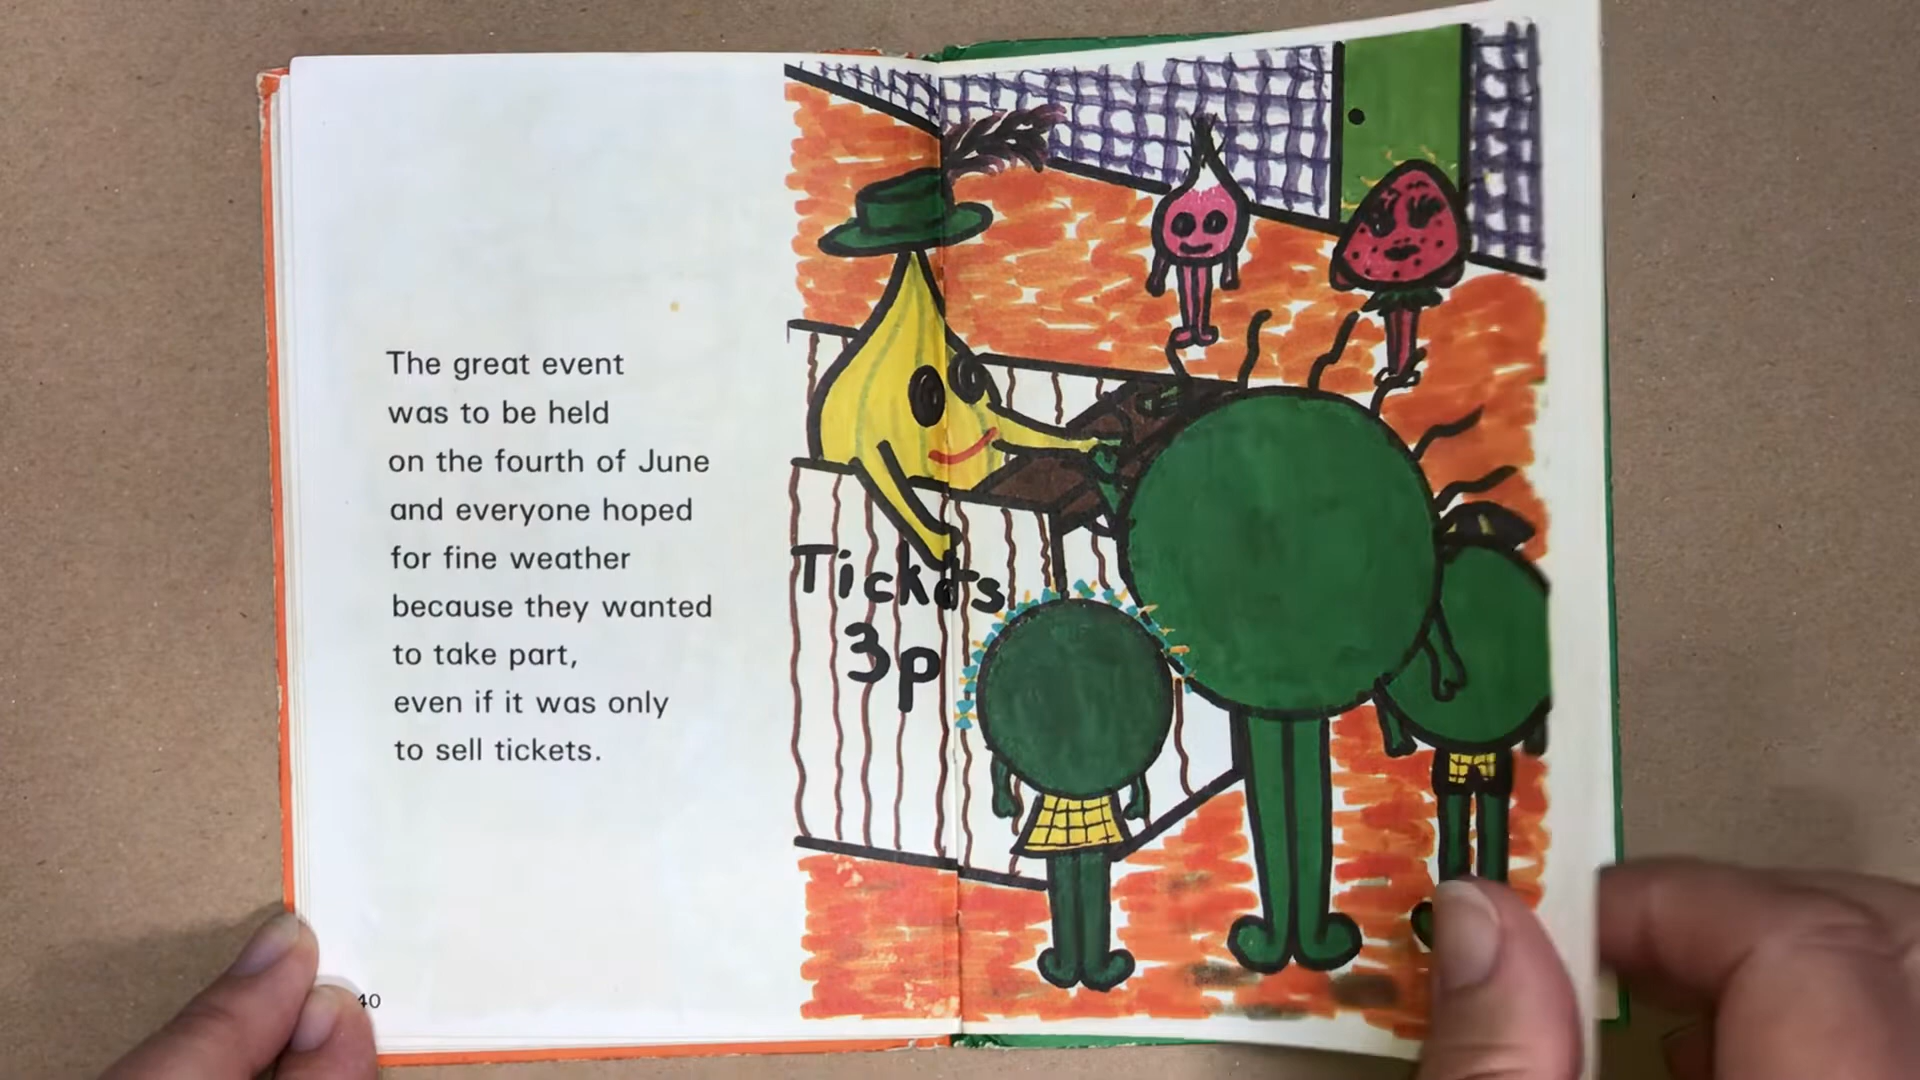 The great event
was to be held
on the fourth of June
and everyone hoped
for fine weather
because they wanted
to take part,
even if it was only
to sell tickets.
40
Tickets
3p